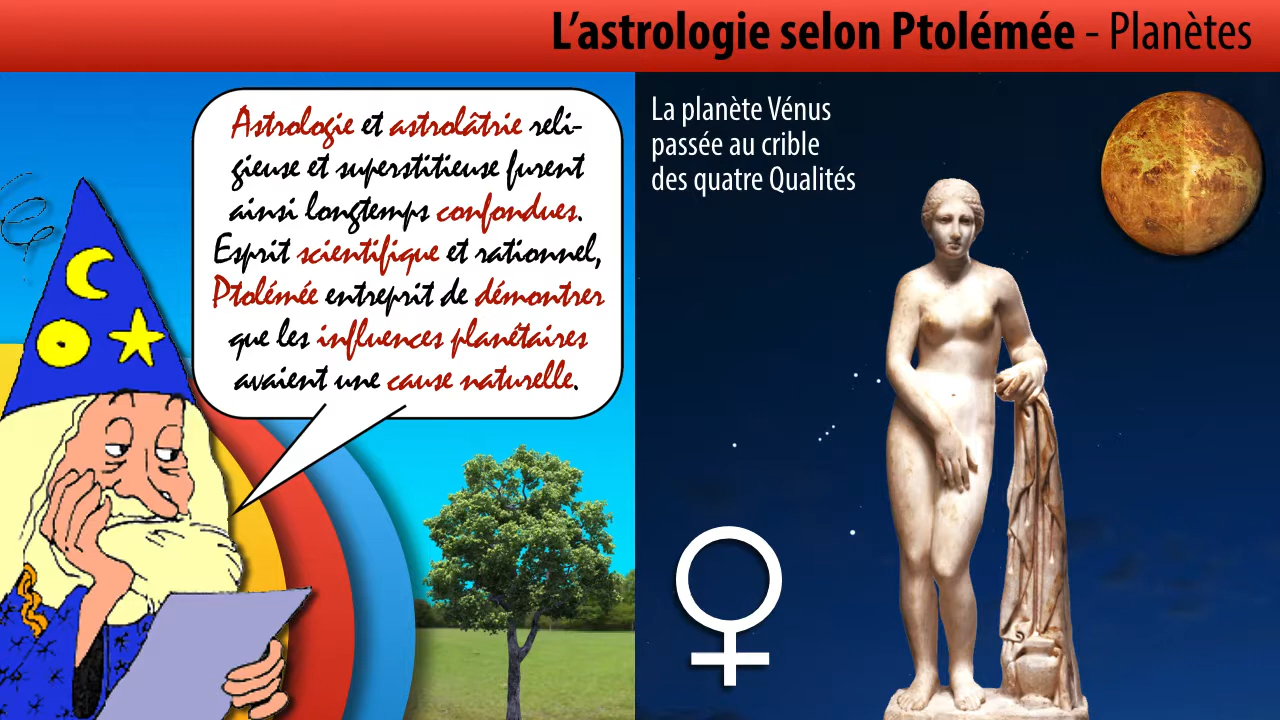 L'astrologie selon Ptolémée - Planètes
Astrologie et astrolâtrie reli-
gieuse et superstitieuse furent
ainsi longtemps confondues.
Esprit scientifique et rationnel,
Ptolémée entreprit de démontrer
que les influences planétaires
avaient une cause naturelle.
La planète Vénus
passée au crible
des quatre Qualités